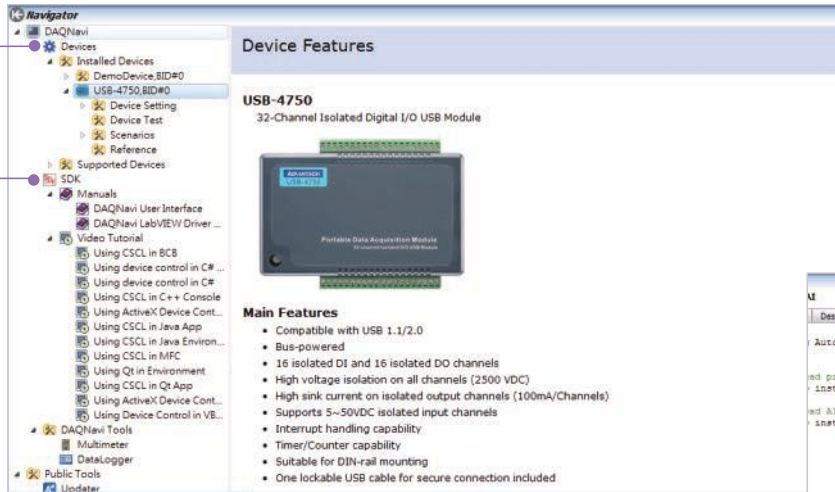 Navigator
DAQNavi
Devices
Installed Devices
DemoDevice,BID#0
USB-4750,BID#0
Device Setting
Device Test
Scenarios
Reference
Supported Devices
SDK
Manuals
DAQNavi User Interface
DAQNavi LabVIEW Driver ...
Video Tutorial
Using CSCL in BCB
Using device control in C# ...
Using device control in C#
Using CSCL in C++ Console
Using ActiveX Device Cont...
Using CSCL in Java App
Using CSCL in Java Environ...
Using CSCL in MFC
Using Qt in Environment
Using CSCL in Qt App
Using ActiveX Device Cont...
Using Device Control in VB...
DAQNavi Tools
Multimeter
DataLogger
Public Tools
Updater
Device Features
USB-4750
32-Channel Isolated Digital I/O USB Module
ADVANTECH
USB-4750
Portable Data Acquisition Module
Main Features
• Compatible with USB 1.1/2.0
• Bus-powered
• 16 isolated DI and 16 isolated DO channels
• High voltage isolation on all channels (2500 VDC)
• High sink current on isolated output channels (100mA/Channels)
• Supports 5~50VDC isolated input channels
• Interrupt handling capability
• Timer/Counter capability
• Suitable for DIN-rail mounting
• One lockable USB cable for secure connection included